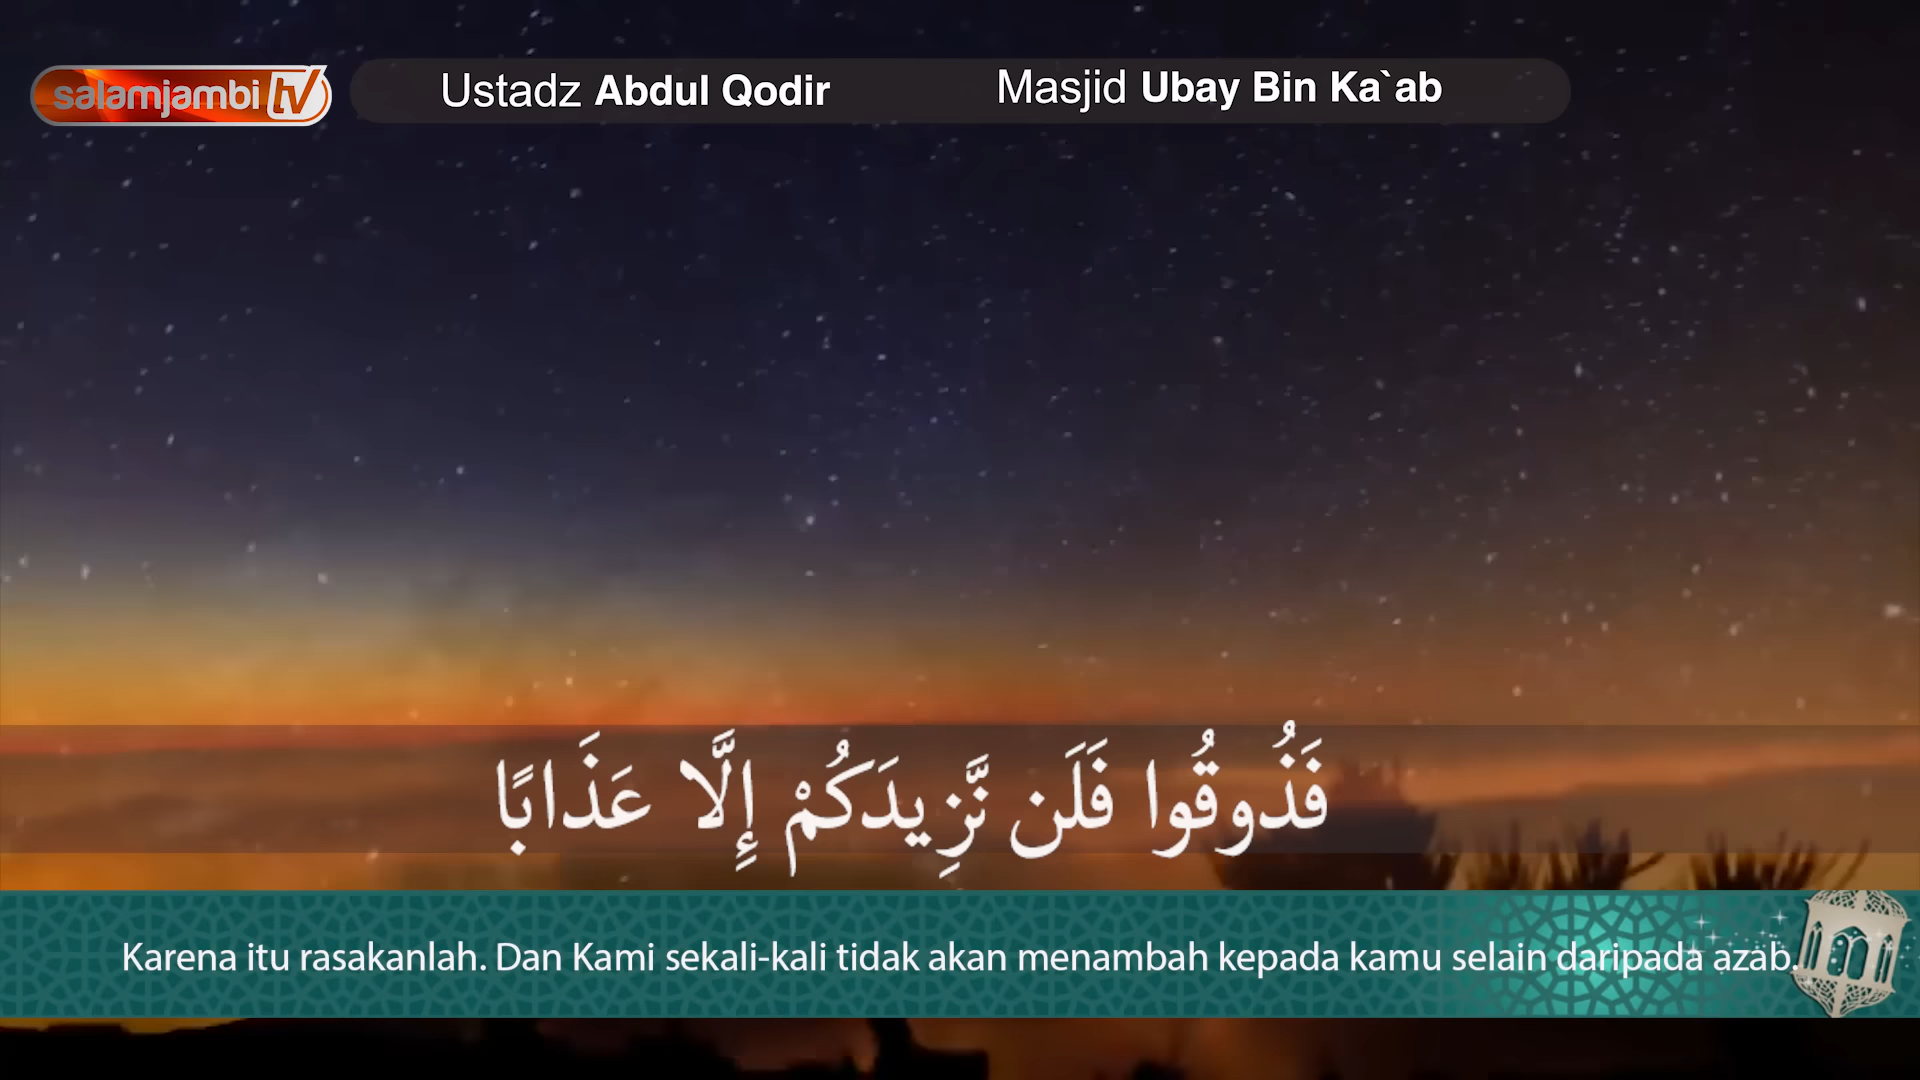 salamjambi tv
Ustadz Abdul Qodir
Masjid Ubay Bin Ka`ab
فَذُوقُوا فَلَن نَّزِيدَكُمْ إِلَّا عَذَابًا
Karena itu rasakanlah. Dan Kami sekali-kali tidak akan menambah kepada kamu selain daripada azab.